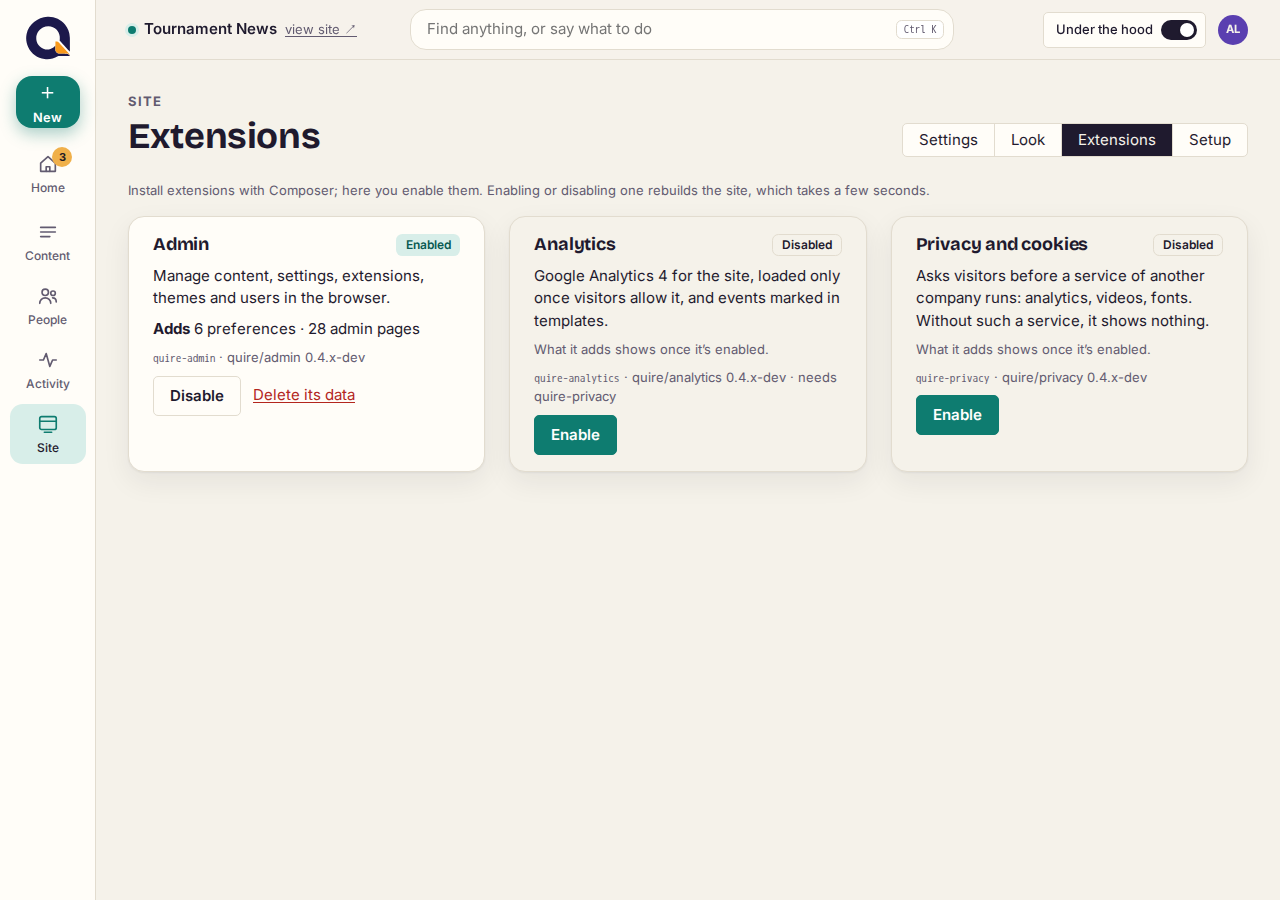 Tournament News view site ↗
Find anything, or say what to do
Ctrl K
Under the hood
AL
+
New
3
Home
Content
People
Activity
Site
SITE
Extensions
Settings
Look
Extensions
Setup
Install extensions with Composer; here you enable them. Enabling or disabling one rebuilds the site, which takes a few seconds.
Admin
Enabled
Manage content, settings, extensions,
themes and users in the browser.
Adds 6 preferences · 28 admin pages
quire-admin · quire/admin 0.4.x-dev
Disable
Delete its data
Analytics
Disabled
Google Analytics 4 for the site, loaded only
once visitors allow it, and events marked in
templates.
What it adds shows once it’s enabled.
quire-analytics · quire/analytics 0.4.x-dev · needs
quire-privacy
Enable
Privacy and cookies
Disabled
Asks visitors before a service of another
company runs: analytics, videos, fonts.
Without such a service, it shows nothing.
What it adds shows once it’s enabled.
quire-privacy · quire/privacy 0.4.x-dev
Enable